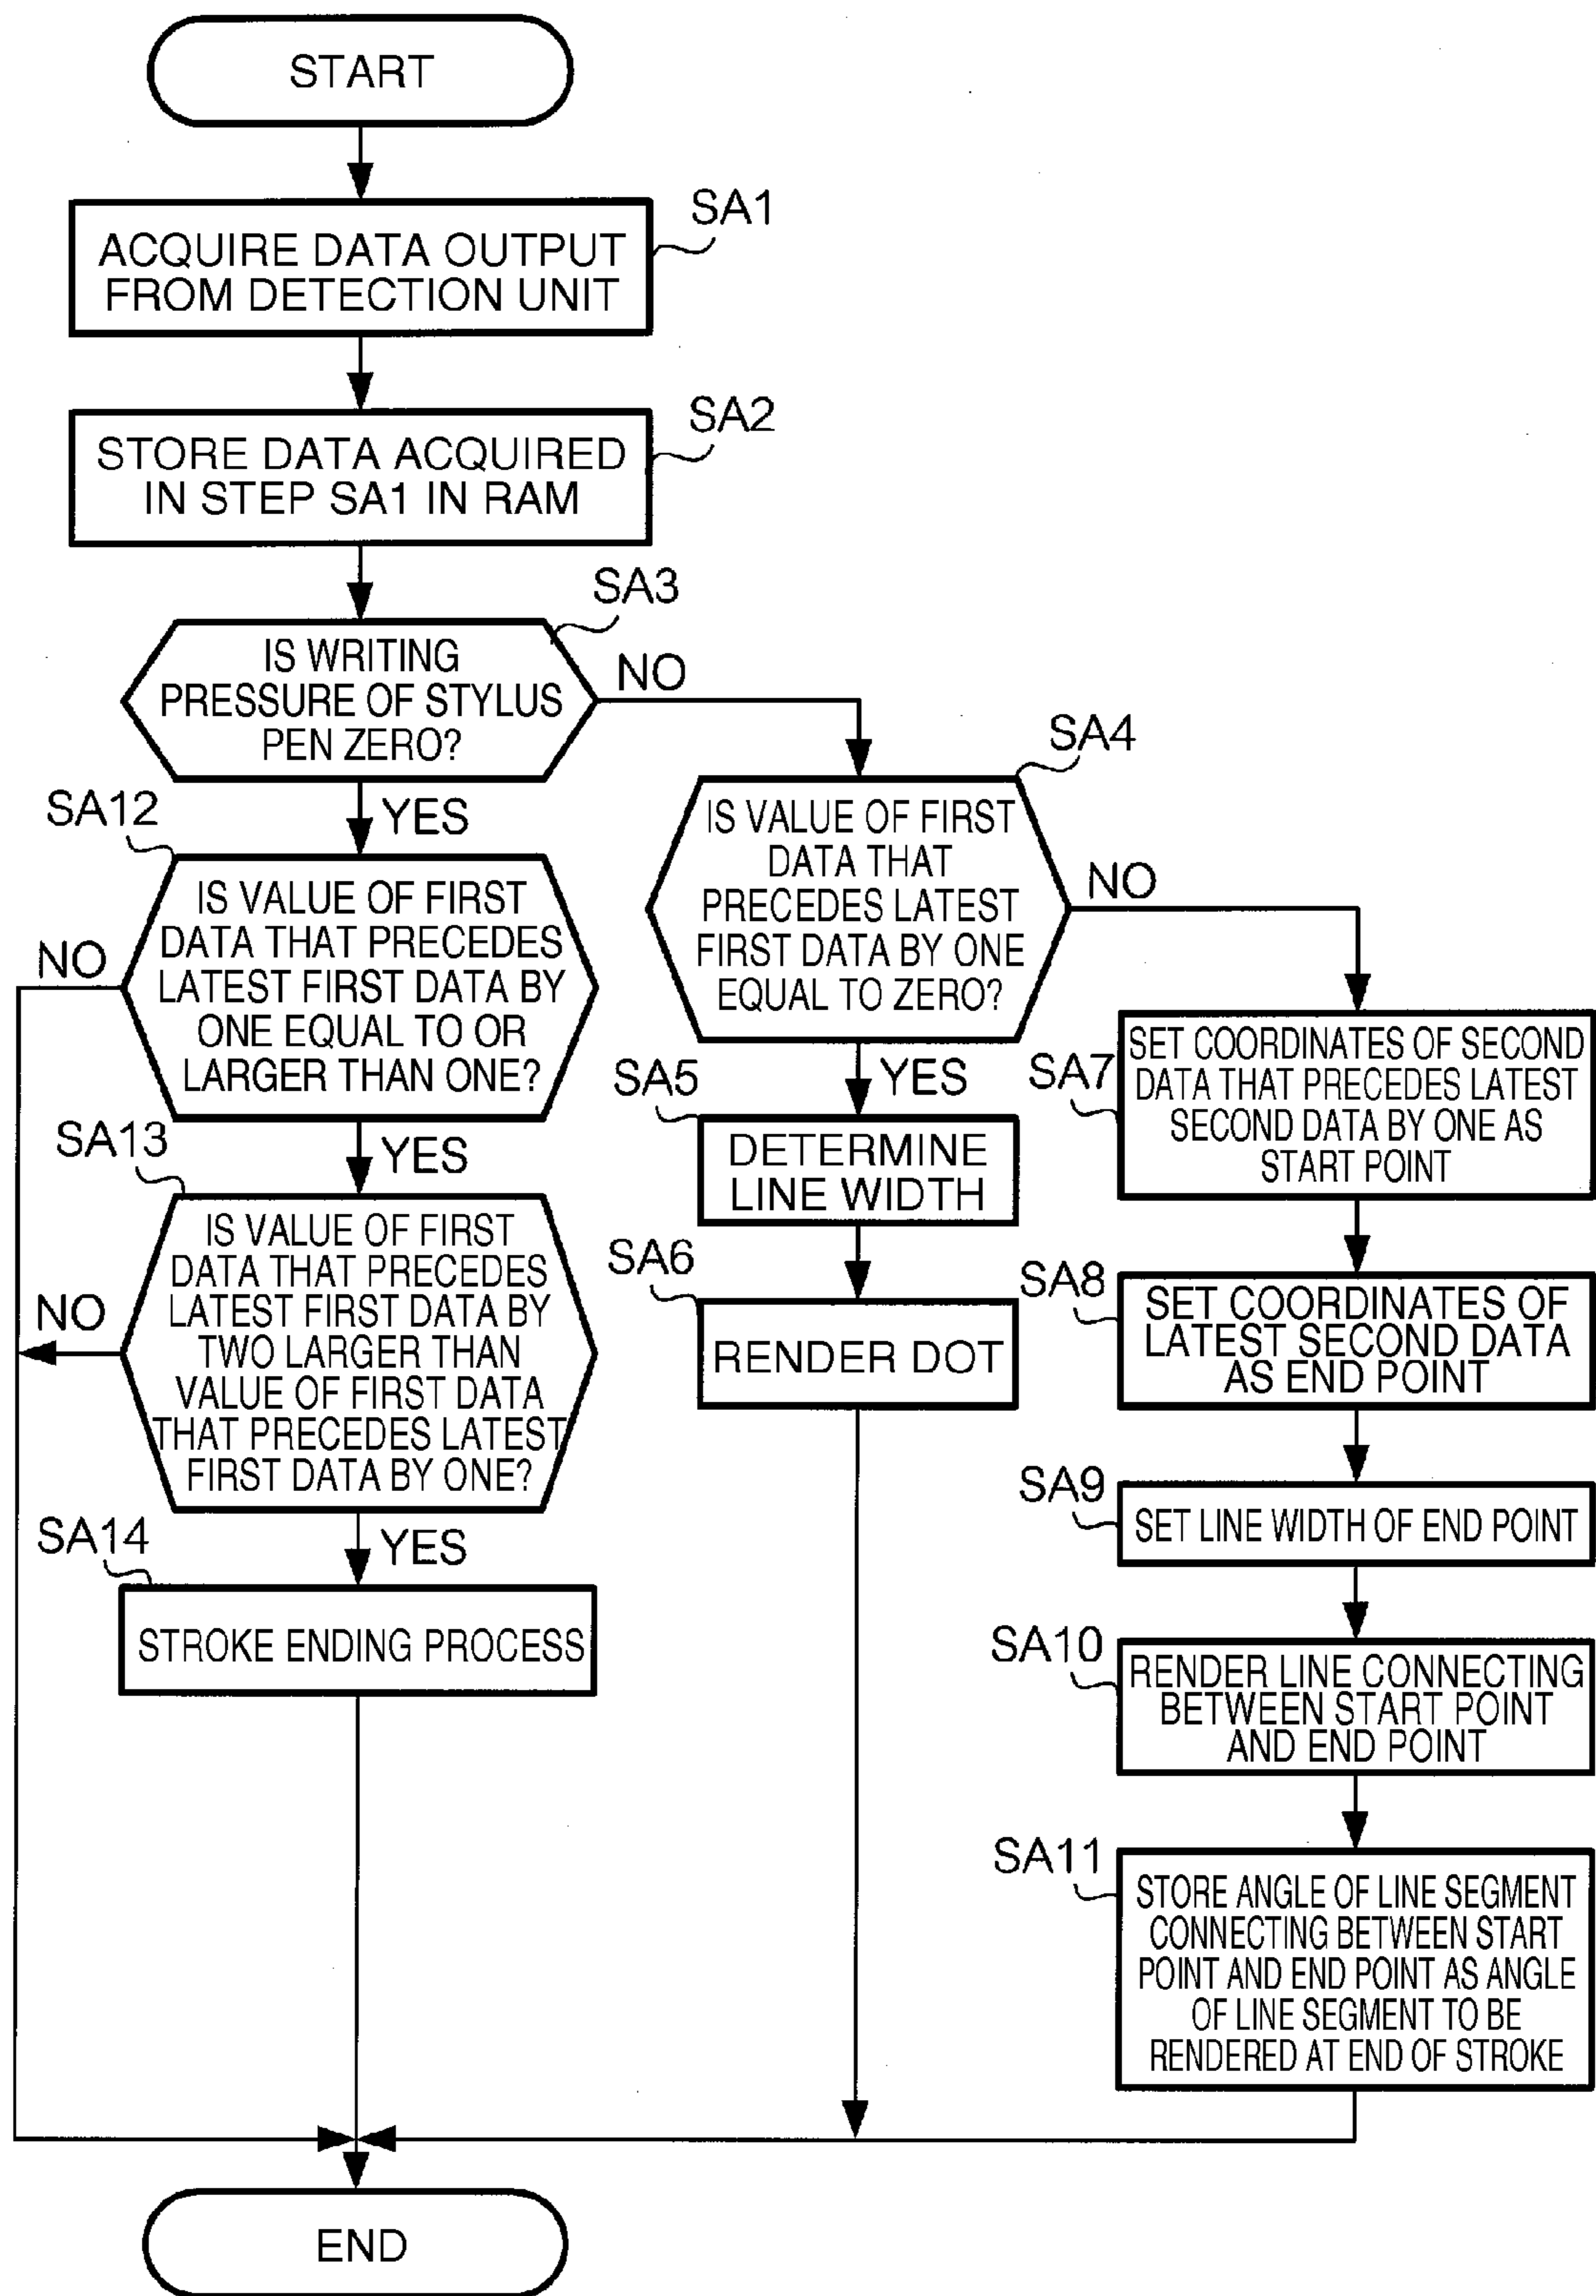 START
SA1
ACQUIRE DATA OUTPUT
FROM DETECTION UNIT
SA2
STORE DATA ACQUIRED
IN STEP SA1 IN RAM
SA3
IS WRITING
PRESSURE OF STYLUS
PEN ZERO?
NO
YES
SA4
IS VALUE OF FIRST
DATA THAT
PRECEDES LATEST
FIRST DATA BY ONE
EQUAL TO ZERO?
NO
YES
SA12
IS VALUE OF FIRST
DATA THAT PRECEDES
LATEST FIRST DATA BY
ONE EQUAL TO OR
LARGER THAN ONE?
NO
YES
SA13
IS VALUE OF FIRST
DATA THAT PRECEDES
LATEST FIRST DATA BY
TWO LARGER THAN
VALUE OF FIRST DATA
THAT PRECEDES LATEST
FIRST DATA BY ONE?
NO
YES
SA14
STROKE ENDING PROCESS
SA5
DETERMINE
LINE WIDTH
SA6
RENDER DOT
SA7
SET COORDINATES OF SECOND
DATA THAT PRECEDES LATEST
SECOND DATA BY ONE AS
START POINT
SA8
SET COORDINATES OF
LATEST SECOND DATA
AS END POINT
SA9
SET LINE WIDTH OF END POINT
SA10
RENDER LINE CONNECTING
BETWEEN START POINT
AND END POINT
SA11
STORE ANGLE OF LINE SEGMENT
CONNECTING BETWEEN START
POINT AND END POINT AS ANGLE
OF LINE SEGMENT TO BE
RENDERED AT END OF STROKE
END